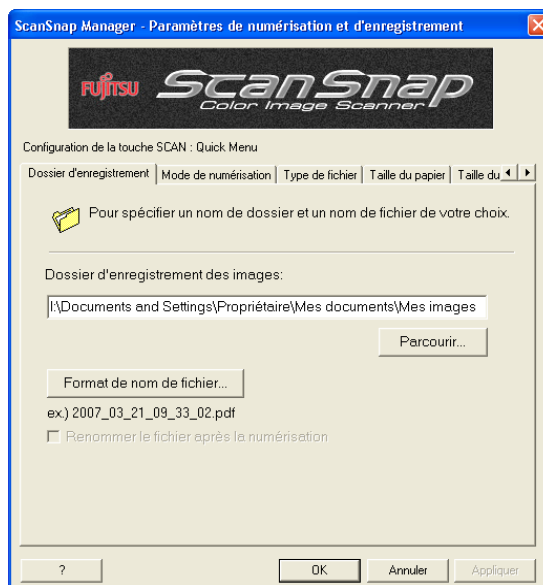 ScanSnap Manager - Paramètres de numérisation et d'enregistrement
FUJITSU ScanSnap
Color Image Scanner
Configuration de la touche SCAN : Quick Menu
Dossier d'enregistrement Mode de numérisation Type de fichier Taille du papier Taille du
Pour spécifier un nom de dossier et un nom de fichier de votre choix.
Dossier d'enregistrement des images:
I:\Documents and Settings\Propriétaire\Mes documents\Mes images
Parcourir...
Format de nom de fichier...
ex.) 2007_03_21_09_33_02.pdf
Renommer le fichier après la numérisation
? OK Annuler Appliquer